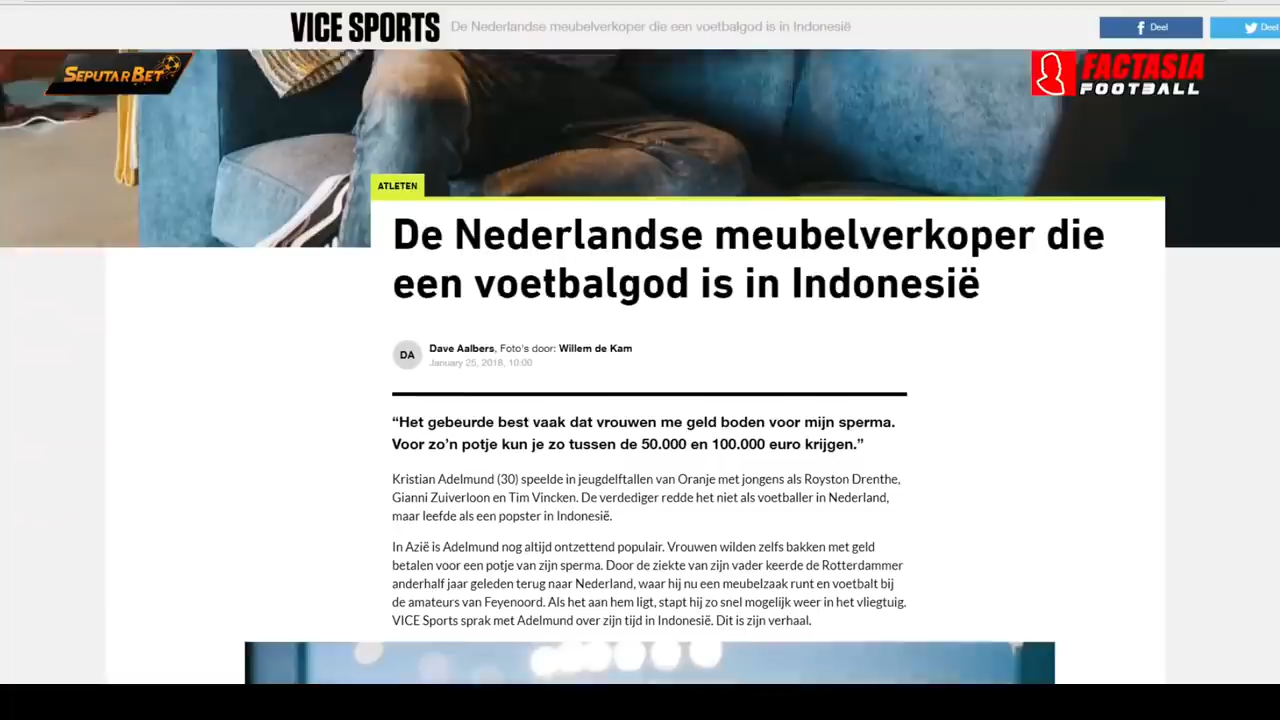 VICE SPORTS De Nederlandse meubelverkoper die een voetbalgod is in Indonesië Deel Deel
SEPUTARBET
FACTASIA
FOOTBALL
ATLETEN
De Nederlandse meubelverkoper die
een voetbalgod is in Indonesië
DA
Dave Aalbers, Foto's door: Willem de Kam
January 25, 2018, 10:00
“Het gebeurde best vaak dat vrouwen me geld boden voor mijn sperma.
Voor zo’n potje kun je zo tussen de 50.000 en 100.000 euro krijgen.”
Kristian Adelmund (30) speelde in jeugdelftallen van Oranje met jongens als Royston Drenthe,
Gianni Zuiverloon en Tim Vincken. De verdediger redde het niet als voetballer in Nederland,
maar leefde als een popster in Indonesië.
In Azië is Adelmund nog altijd ontzettend populair. Vrouwen wilden zelfs bakken met geld
betalen voor een potje van zijn sperma. Door de ziekte van zijn vader keerde de Rotterdammer
anderhalf jaar geleden terug naar Nederland, waar hij nu een meubelzaak runt en voetbalt bij
de amateurs van Feyenoord. Als het aan hem ligt, stapt hij zo snel mogelijk weer in het vliegtuig.
VICE Sports sprak met Adelmund over zijn tijd in Indonesië. Dit is zijn verhaal.